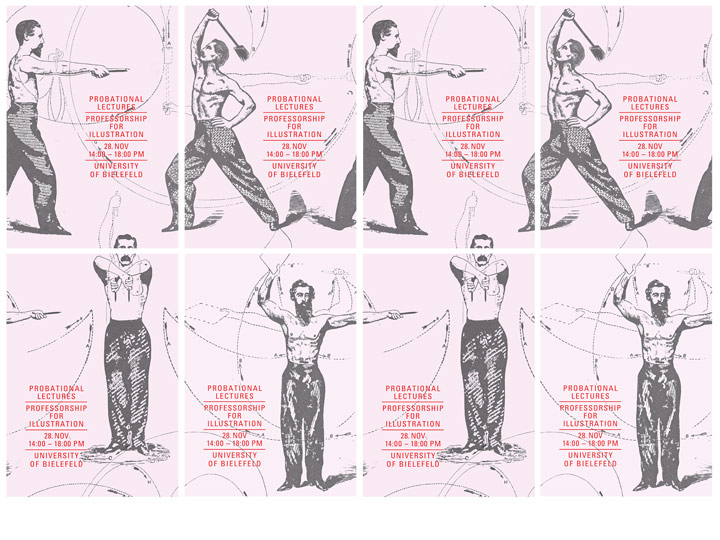 PROBATIONAL
LECTURES
PROFESSORSHIP
FOR
ILLUSTRATION
28. NOV
14:00 – 18:00 PM
UNIVERSITY
OF BIELEFELD
PROBATIONAL
LECTURES
PROFESSORSHIP
FOR
ILLUSTRATION
28. NOV
14:00 – 18:00 PM
UNIVERSITY
OF BIELEFELD
PROBATIONAL
LECTURES
PROFESSORSHIP
FOR
ILLUSTRATION
28. NOV
14:00 – 18:00 PM
UNIVERSITY
OF BIELEFELD
PROBATIONAL
LECTURES
PROFESSORSHIP
FOR
ILLUSTRATION
28. NOV
14:00 – 18:00 PM
UNIVERSITY
OF BIELEFELD
PROBATIONAL
LECTURES
PROFESSORSHIP
FOR
ILLUSTRATION
28. NOV
14:00 – 18:00 PM
UNIVERSITY
OF BIELEFELD
PROBATIONAL
LECTURES
PROFESSORSHIP
FOR
ILLUSTRATION
28. NOV
14:00 – 18:00 PM
UNIVERSITY
OF BIELEFELD
PROBATIONAL
LECTURES
PROFESSORSHIP
FOR
ILLUSTRATION
28. NOV
14:00 – 18:00 PM
UNIVERSITY
OF BIELEFELD
PROBATIONAL
LECTURES
PROFESSORSHIP
FOR
ILLUSTRATION
28. NOV
14:00 – 18:00 PM
UNIVERSITY
OF BIELEFELD